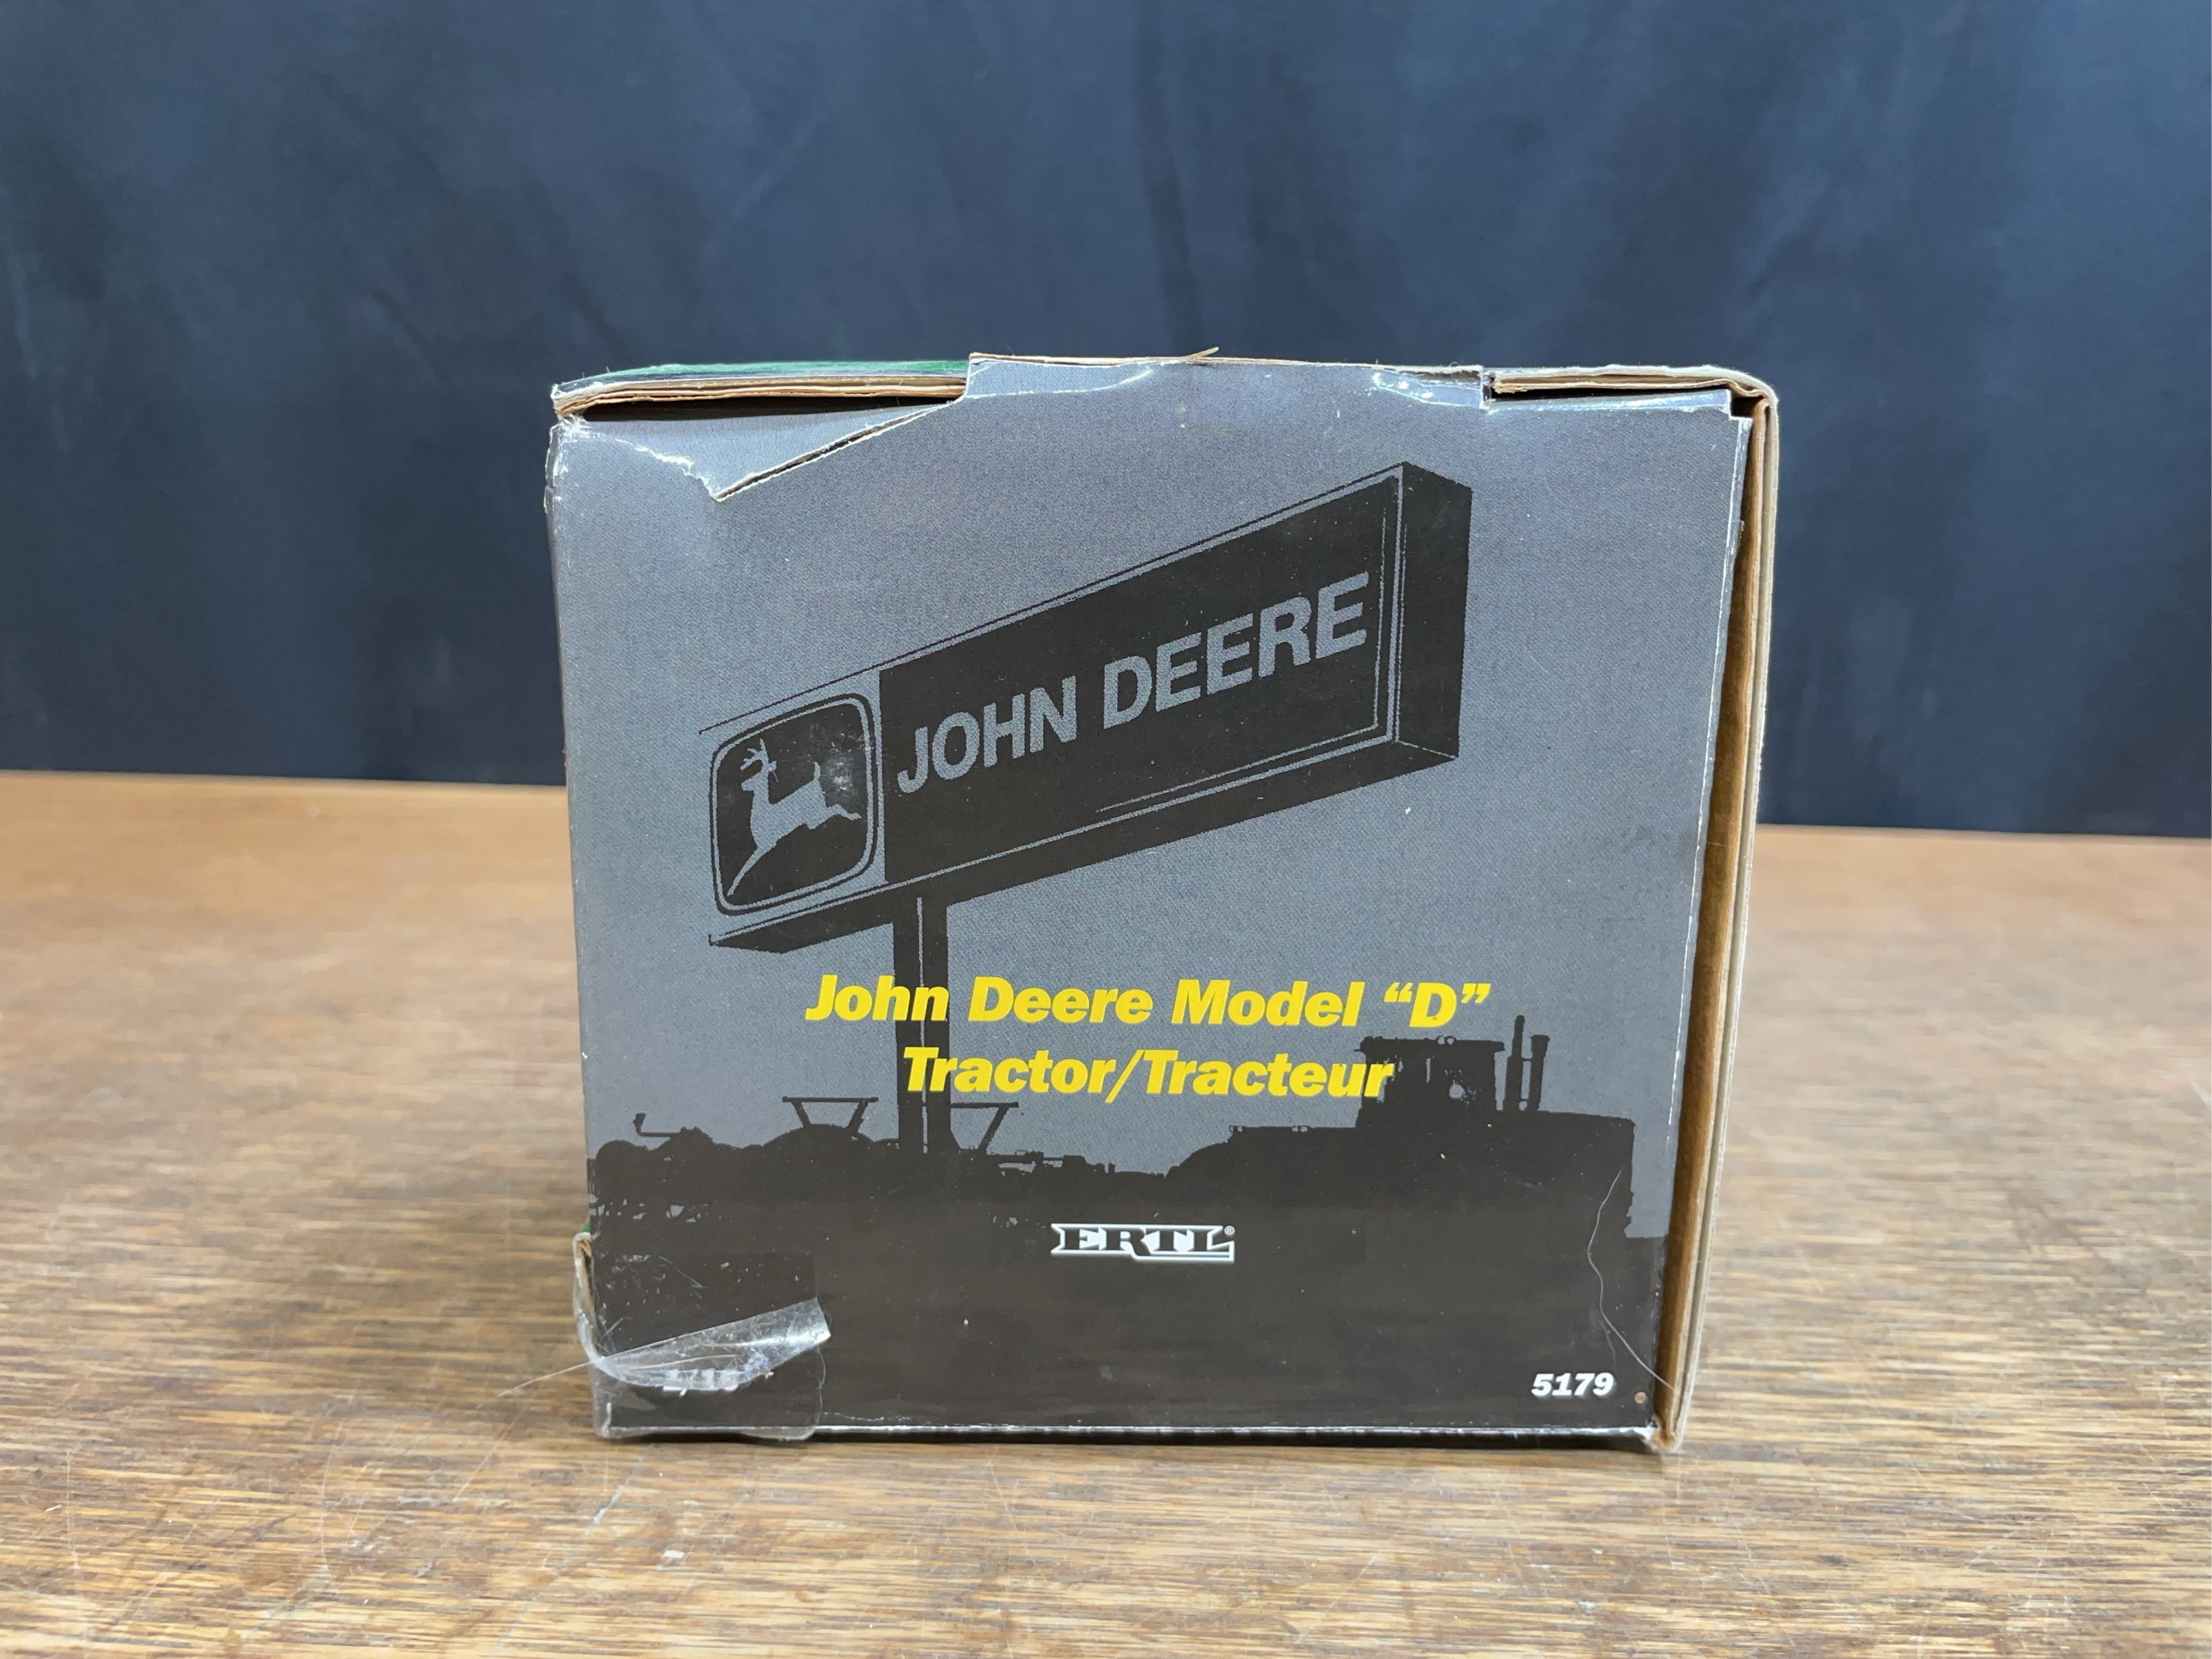 JOHN DEERE
John Deere Model “D”
Tractor/Tracteur
ERTL®
5179